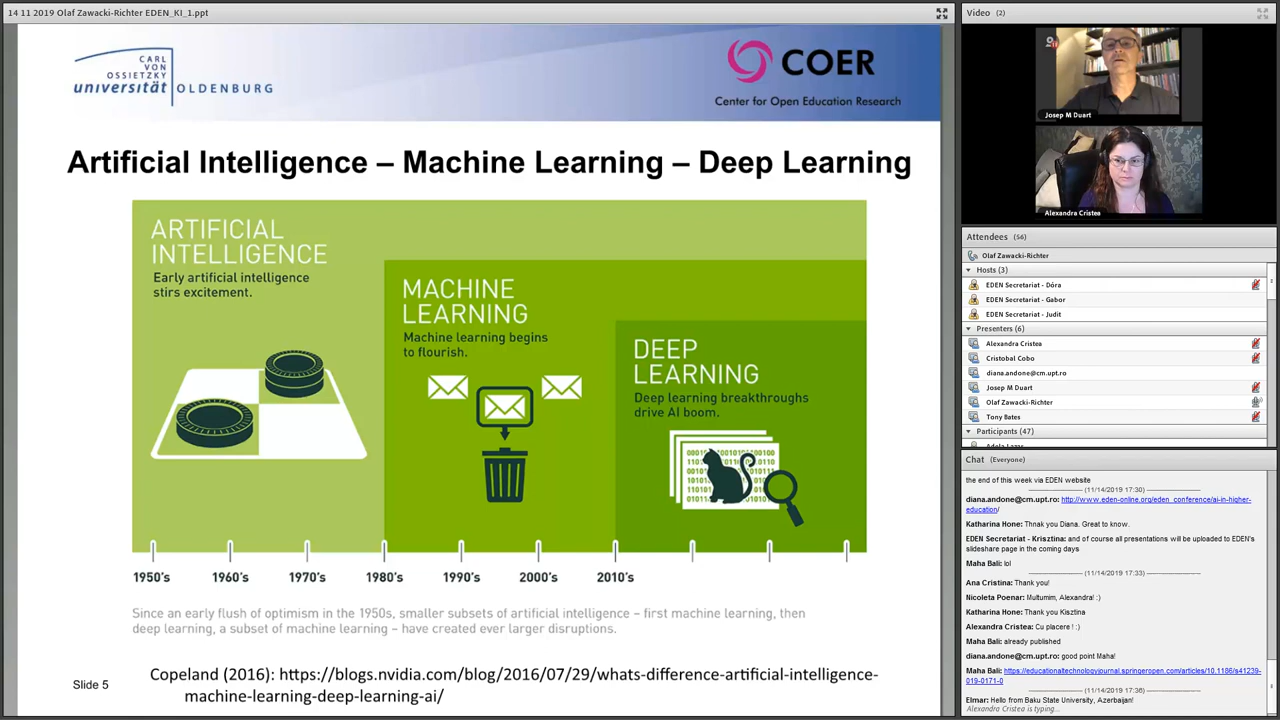 14 11 2019 Olaf Zawacki-Richter EDEN_KI_1.ppt
CARL
VON
OSSIETZKY
universität OLDENBURG
COER
Center for Open Education Research
Artificial Intelligence – Machine Learning – Deep Learning
ARTIFICIAL
INTELLIGENCE
Early artificial intelligence
stirs excitement.
MACHINE
LEARNING
Machine learning begins
to flourish.
DEEP
LEARNING
Deep learning breakthroughs
drive AI boom.
1950's 1960's 1970's 1980's 1990's 2000's 2010's
Since an early flush of optimism in the 1950s, smaller subsets of artificial intelligence – first machine learning, then
deep learning, a subset of machine learning – have created ever larger disruptions.
Slide 5
Copeland (2016): https://blogs.nvidia.com/blog/2016/07/29/whats-difference-artificial-intelligence-
machine-learning-deep-learning-ai/
Video (2)
Josep M Duart
Alexandra Cristea
Attendees (56)
Olaf Zawacki-Richter
Hosts (3)
EDEN Secretariat - Dóra
EDEN Secretariat - Gabor
EDEN Secretariat - Judit
Presenters (6)
Alexandra Cristea
Cristobal Cobo
diana.andone@cm.upt.ro
Josep M Duart
Olaf Zawacki-Richter
Tony Bates
Participants (47)
Chat (Everyone)
the end of this week via EDEN website
(11/14/2019 17:30)
diana.andone@cm.upt.ro: http://www.eden-online.org/eden_conference/ai-in-higher-
education/
Katharina Hone: Thnak you Diana. Great to know.
EDEN Secretariat - Krisztina: and of course all presentations will be uploaded to EDEN's
slideshare page in the coming days
Maha Bali: lol
(11/14/2019 17:33)
Ana Cristina: Thank you!
Nicoleta Poenar: Multumim, Alexandra! :)
Katharina Hone: Thank you Kisztina
Alexandra Cristea: Cu placere ! :)
Maha Bali: already published
diana.andone@cm.upt.ro: good point Maha!
Maha Bali: https://educationaltechnologyjournal.springeropen.com/articles/10.1186/s41239-
019-0171-0
(11/14/2019 17:36)
Elmar: Hello from Baku State University, Azerbaijan!
Alexandra Cristea is typing...